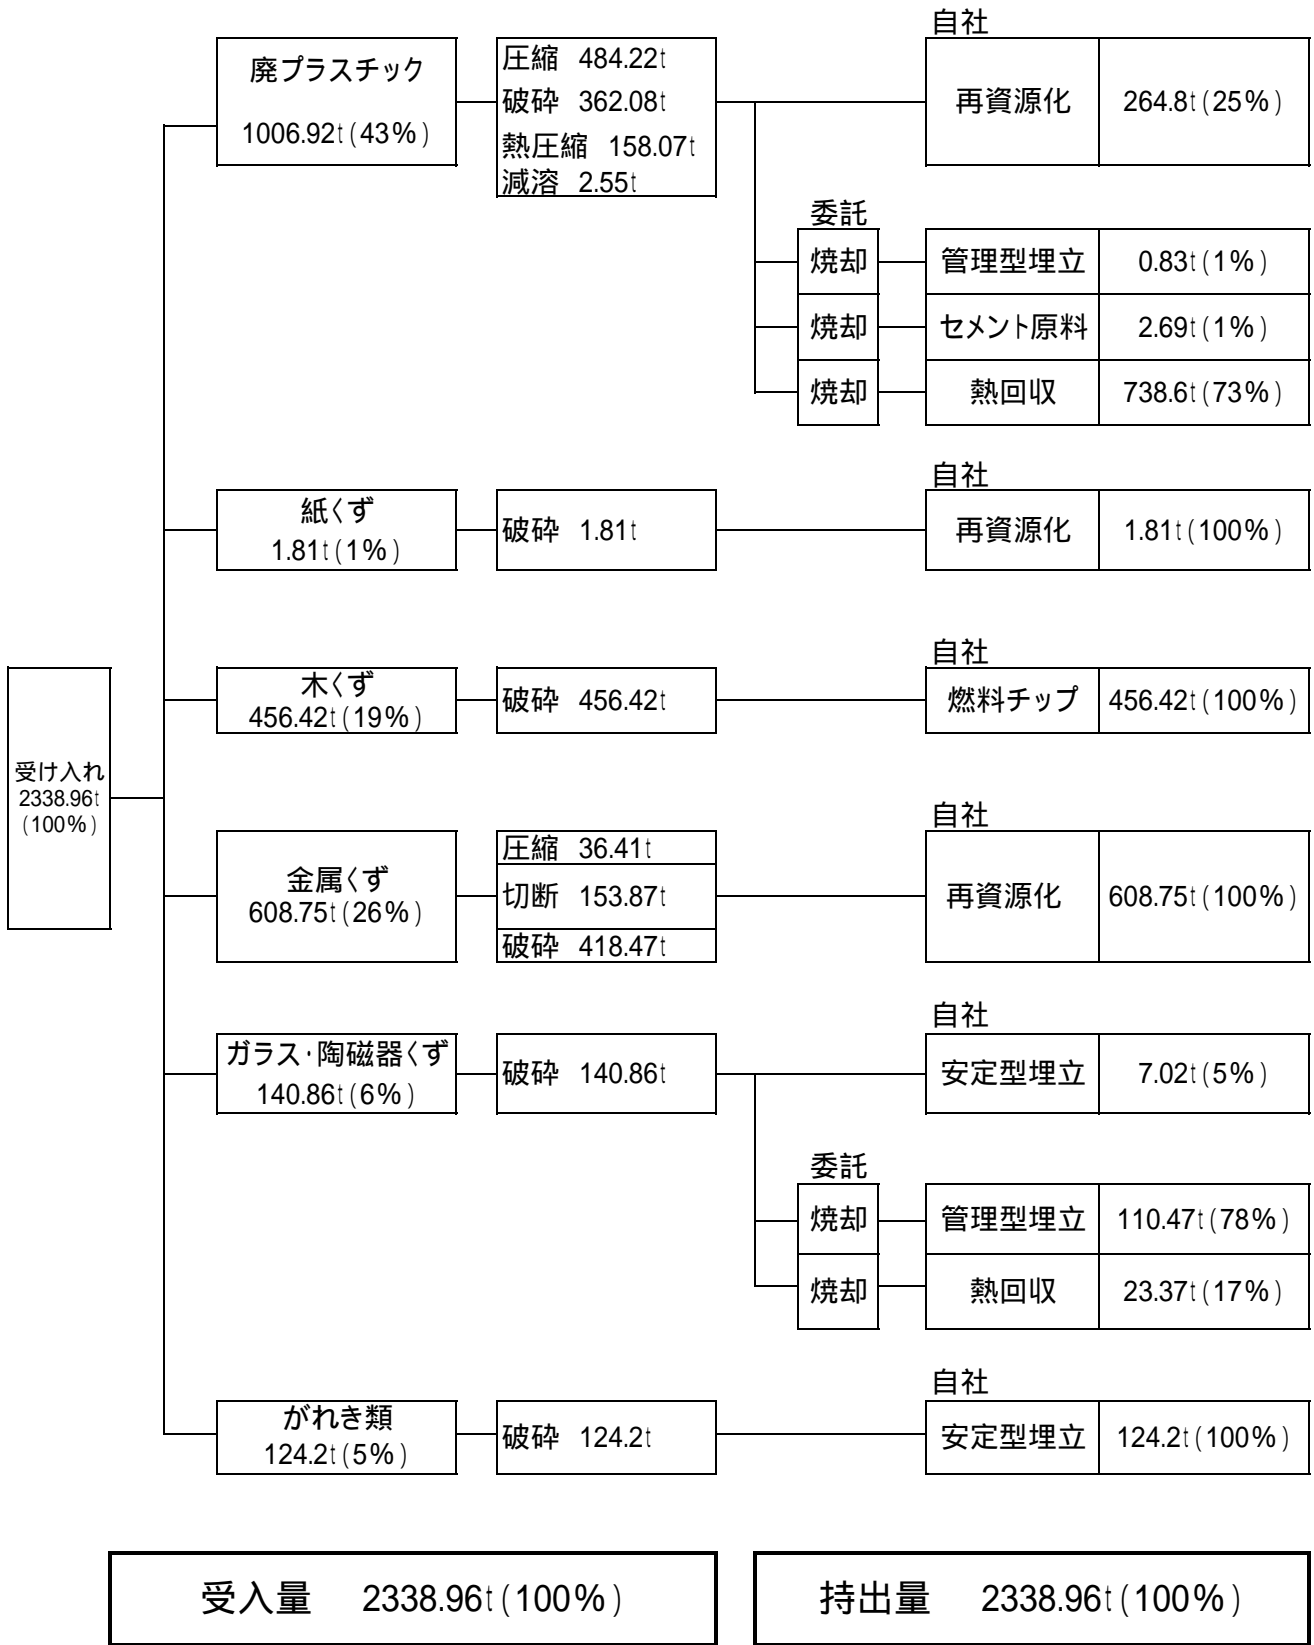 自社
廃プラスチック
1006.92t(43%)
圧縮 484.22t
破砕 362.08t
熱圧縮 158.07t
減溶 2.55t
再資源化 264.8t(25%)
委託
焼却 管理型埋立 0.83t(1%)
焼却 セメント原料 2.69t(1%)
焼却 熱回収 738.6t(73%)
自社
紙くず
1.81t(1%)
破砕 1.81t
再資源化 1.81t(100%)
自社
木くず
456.42t(19%)
破砕 456.42t
燃料チップ 456.42t(100%)
受け入れ
2338.96t
(100%)
自社
金属くず
608.75t(26%)
圧縮 36.41t
切断 153.87t
破砕 418.47t
再資源化 608.75t(100%)
自社
ガラス・陶磁器くず
140.86t(6%)
破砕 140.86t
安定型埋立 7.02t(5%)
委託
焼却 管理型埋立 110.47t(78%)
焼却 熱回収 23.37t(17%)
自社
がれき類
124.2t(5%)
破砕 124.2t
安定型埋立 124.2t(100%)
受入量 2338.96t(100%)
持出量 2338.96t(100%)